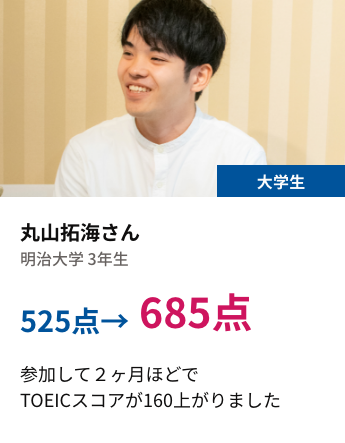 大学生
丸山拓海さん
明治大学 3年生
525点→ 685点
参加して２ヶ月ほどで
TOEICスコアが160上がりました